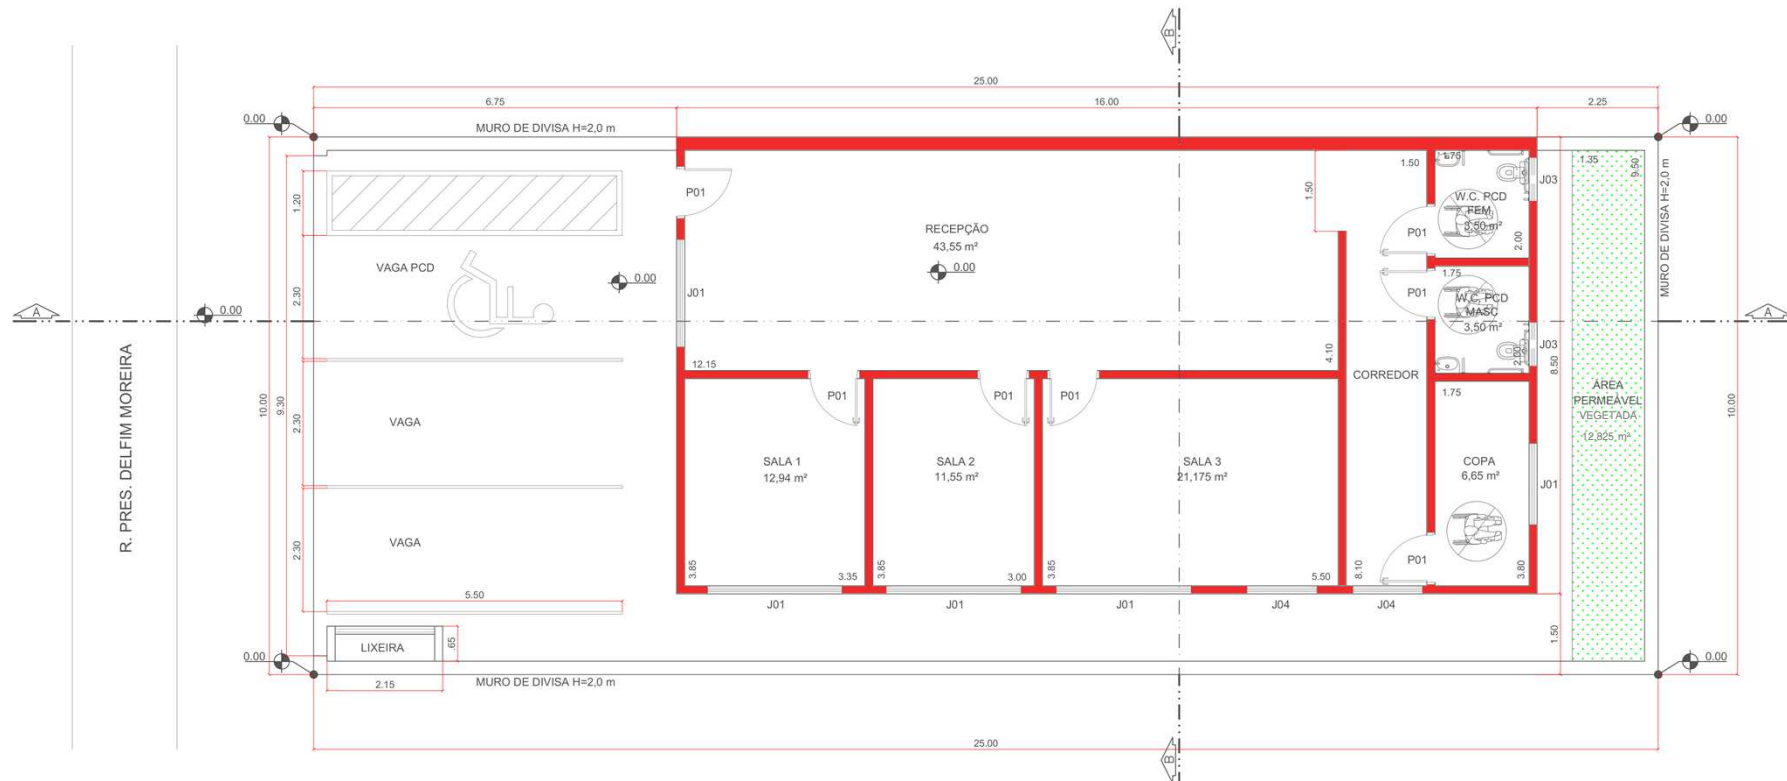 B
25.00
6.75
16.00
2.25
0.00
MURO DE DIVISA H=2,0 m
0.00
1.20
P01
1.50
1.50
1.75
J03
1.35
9.50
W.C. PCD
FEM
3,50 m²
RECEPÇÃO
43,55 m²
0.00
P01
2.00
MURO DE DIVISA H=2,0 m
VAGA PCD
0.00
2.30
J01
P01
1.75
W.C. PCD
MASC
3,50 m²
A
0.00
A
J03
2.00
8.50
12.15
4.10
CORREDOR
R. PRES. DELFIM MOREIRA
10.00
9.30
2.30
VAGA
P01
P01
P01
1.75
ÁREA
PERMEÁVEL
VEGETADA
12,825 m²
10.00
SALA 1
12,94 m²
SALA 2
11,55 m²
SALA 3
21,175 m²
COPA
6,65 m²
J01
2.30
VAGA
P01
3.85
3.35
3.85
3.00
3.85
5.50
8.10
3.80
5.50
J01
J01
J01
J04
J04
LIXEIRA
.65
1.50
0.00
0.00
2.15
MURO DE DIVISA H=2,0 m
25.00
B